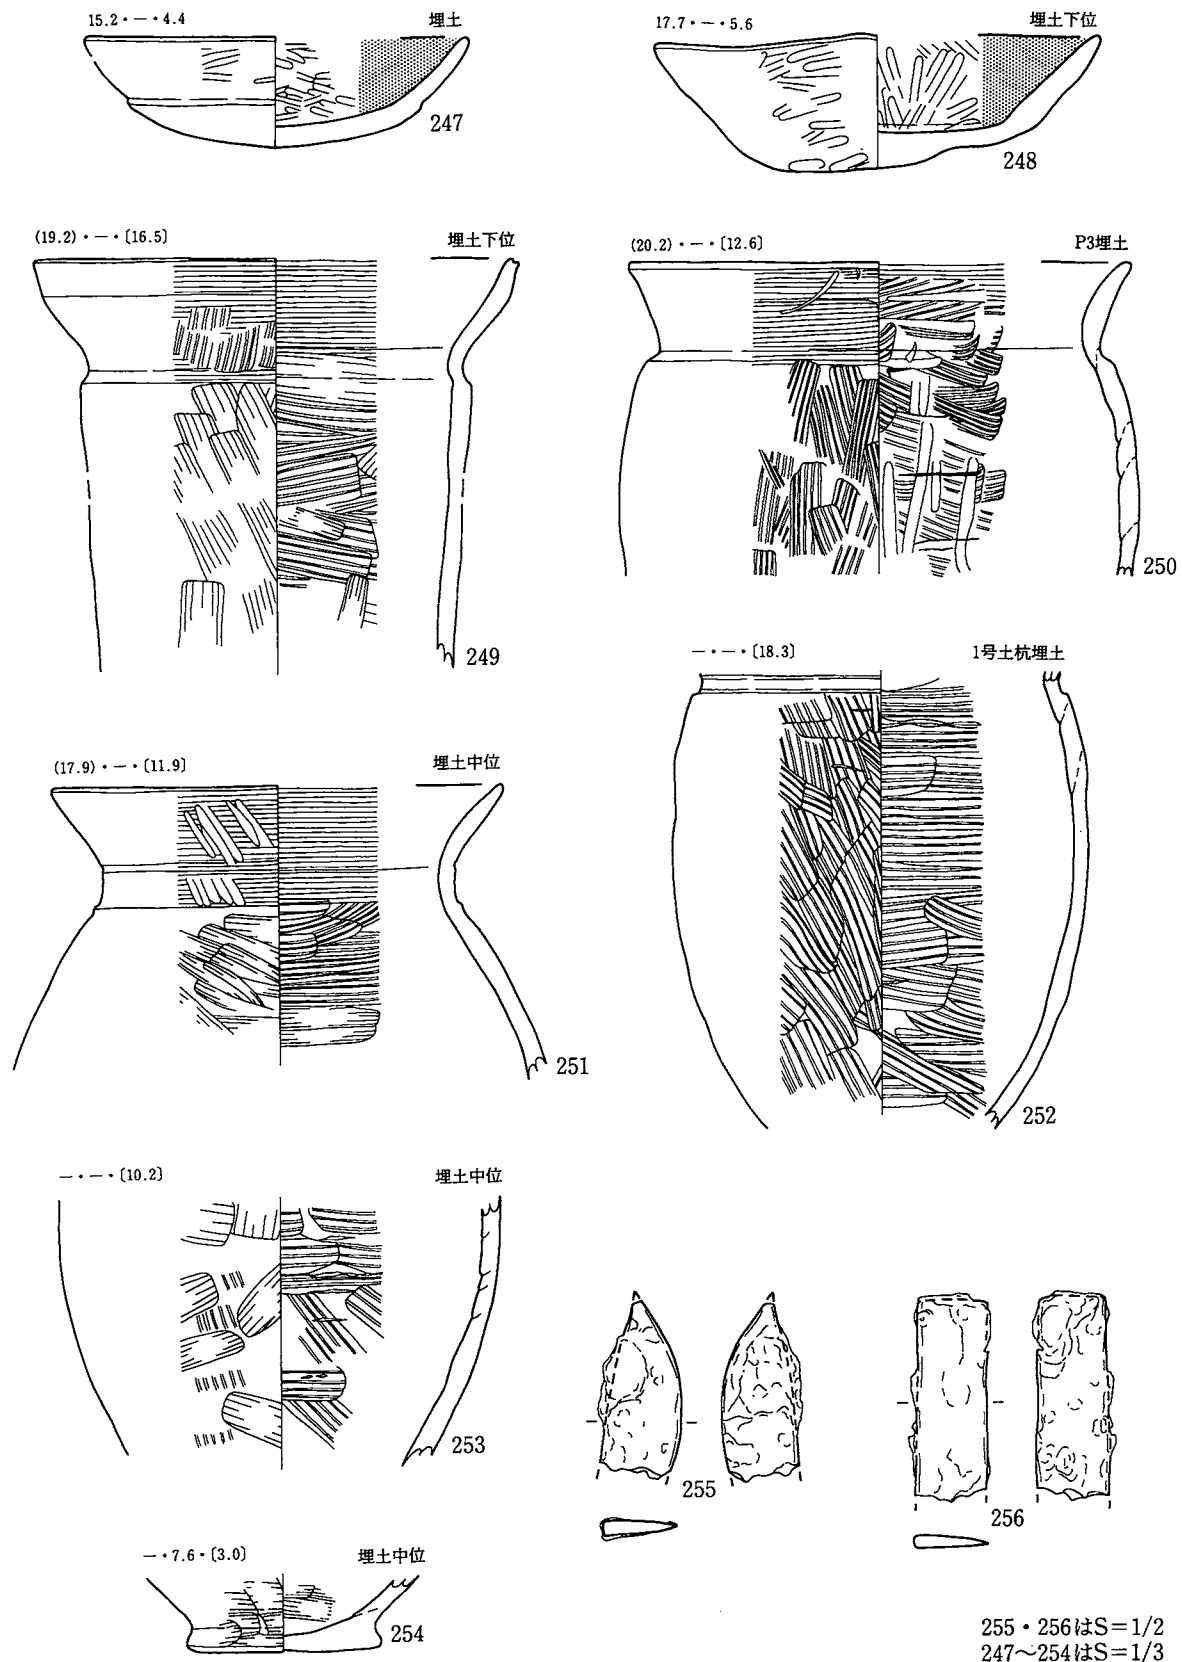 15.2・―・4.4
埋土
247
17.7・―・5.6
埋土下位
248
(19.2)・―・〔16.5〕
埋土下位
249
(20.2)・―・〔12.6〕
P3埋土
250
(17.9)・―・〔11.9〕
埋土中位
251
―・―・〔18.3〕
1号土杭埋土
252
―・―・〔10.2〕
埋土中位
253
255
256
―・7.6・〔3.0〕
埋土中位
254
255・256はS=1/2
247～254はS=1/3